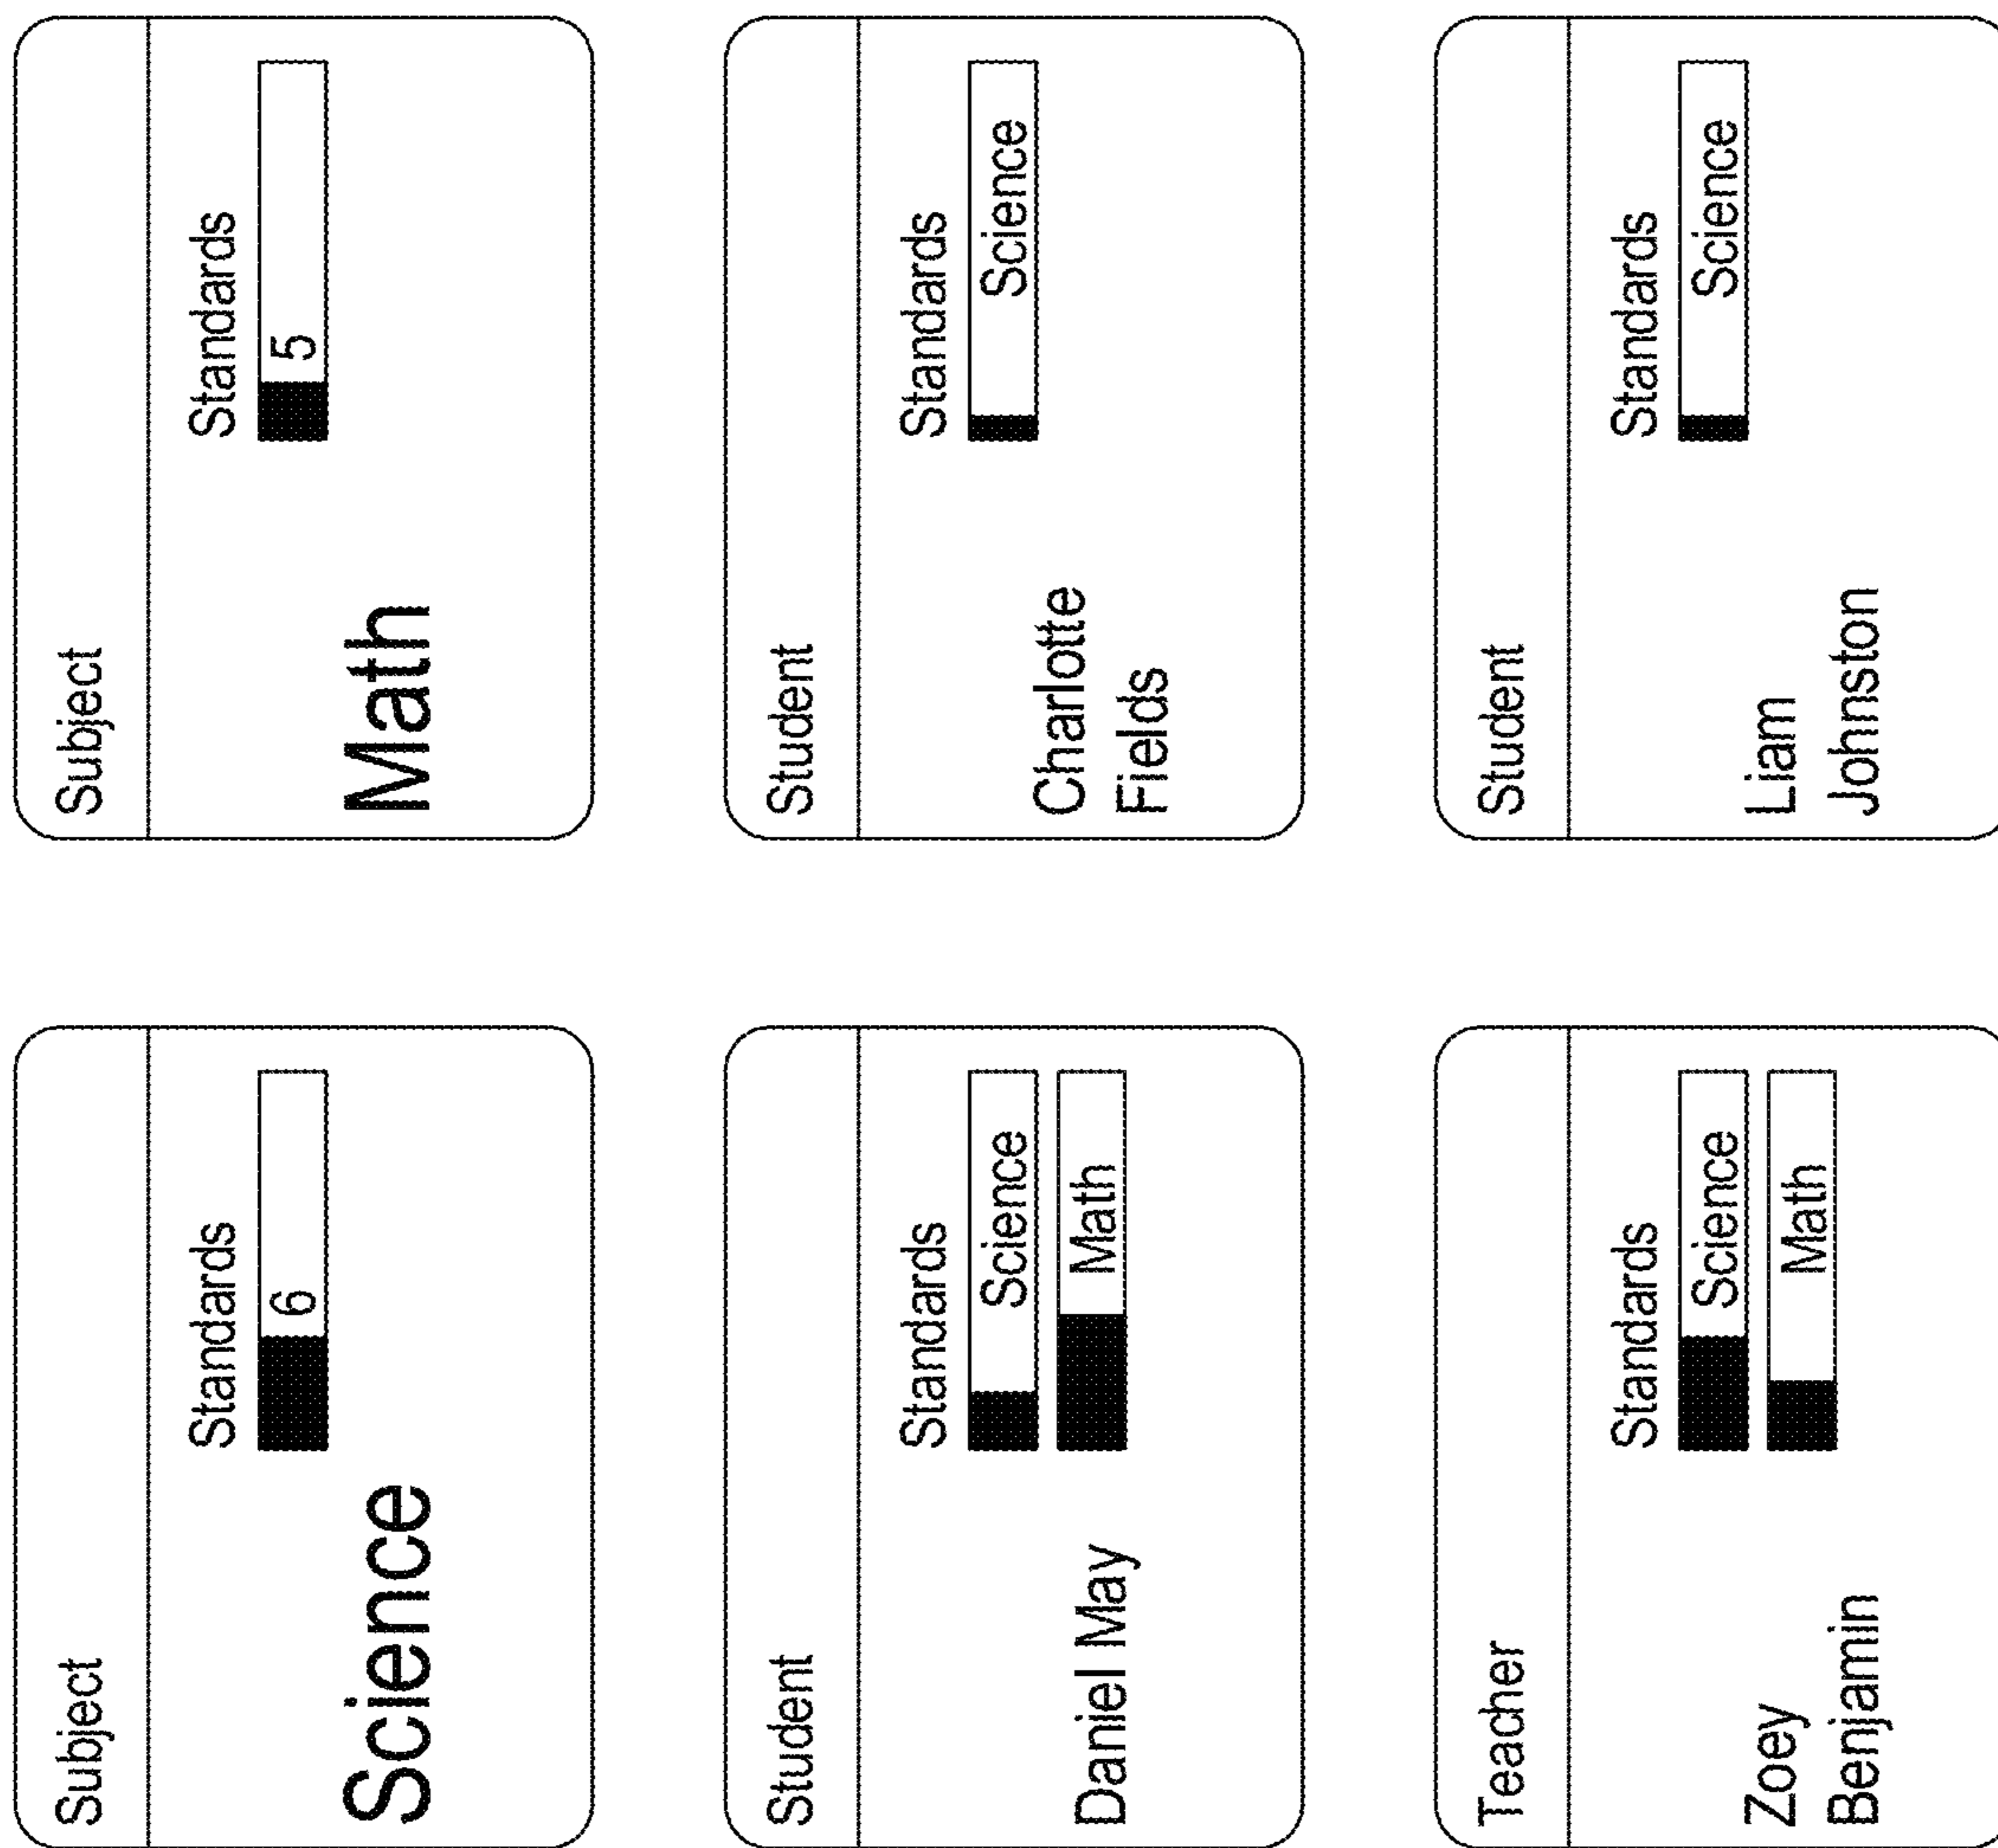 Subject
Standards
6
Science
Subject
Standards
5
Math
Student
Standards
Science
Math
Daniel May
Student
Standards
Science
Charlotte
Fields
Teacher
Standards
Science
Math
Zoey
Benjamin
Student
Standards
Science
Liam
Johnston